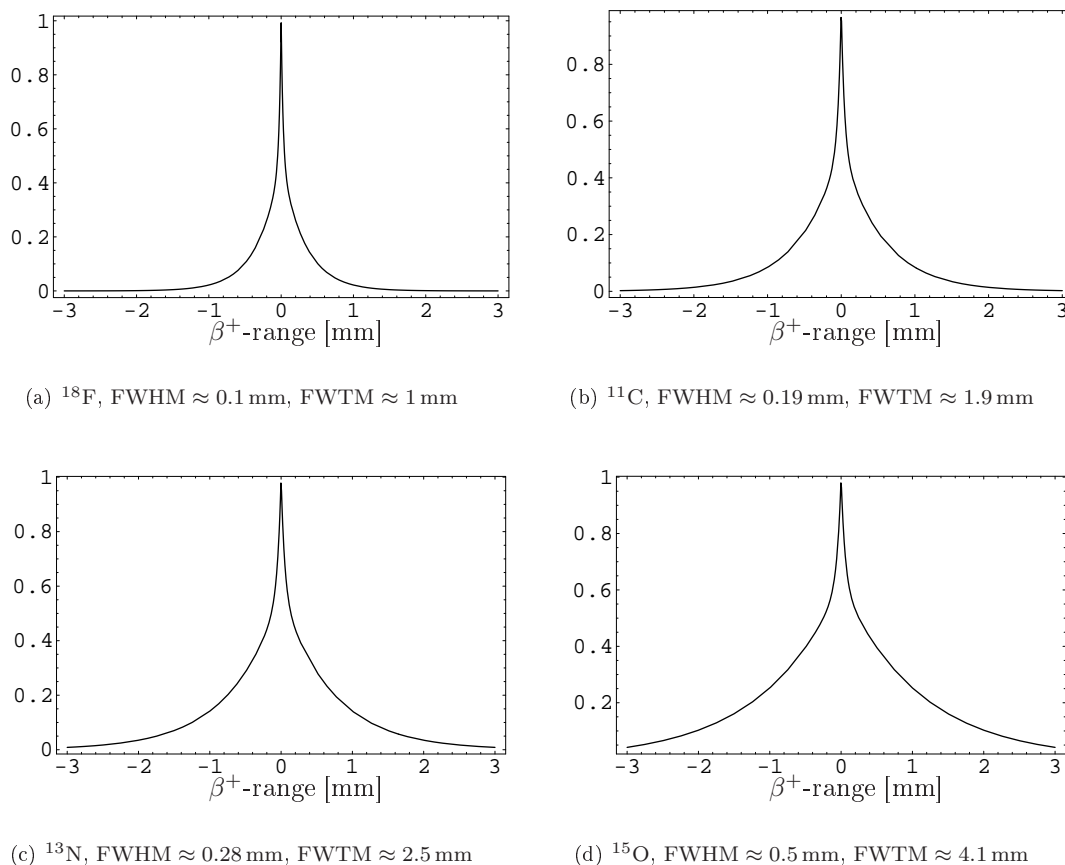 1
0.8
0.6
0.4
0.2
0
-3 -2 -1 0 1 2 3
β⁺-range [mm]
(a) ¹⁸F, FWHM ≈ 0.1 mm, FWTM ≈ 1 mm
0.8
0.6
0.4
0.2
0
-3 -2 -1 0 1 2 3
β⁺-range [mm]
(b) ¹¹C, FWHM ≈ 0.19 mm, FWTM ≈ 1.9 mm
1
0.8
0.6
0.4
0.2
0
-3 -2 -1 0 1 2 3
β⁺-range [mm]
(c) ¹³N, FWHM ≈ 0.28 mm, FWTM ≈ 2.5 mm
1
0.8
0.6
0.4
0.2
-3 -2 -1 0 1 2 3
β⁺-range [mm]
(d) ¹⁵O, FWHM ≈ 0.5 mm, FWTM ≈ 4.1 mm